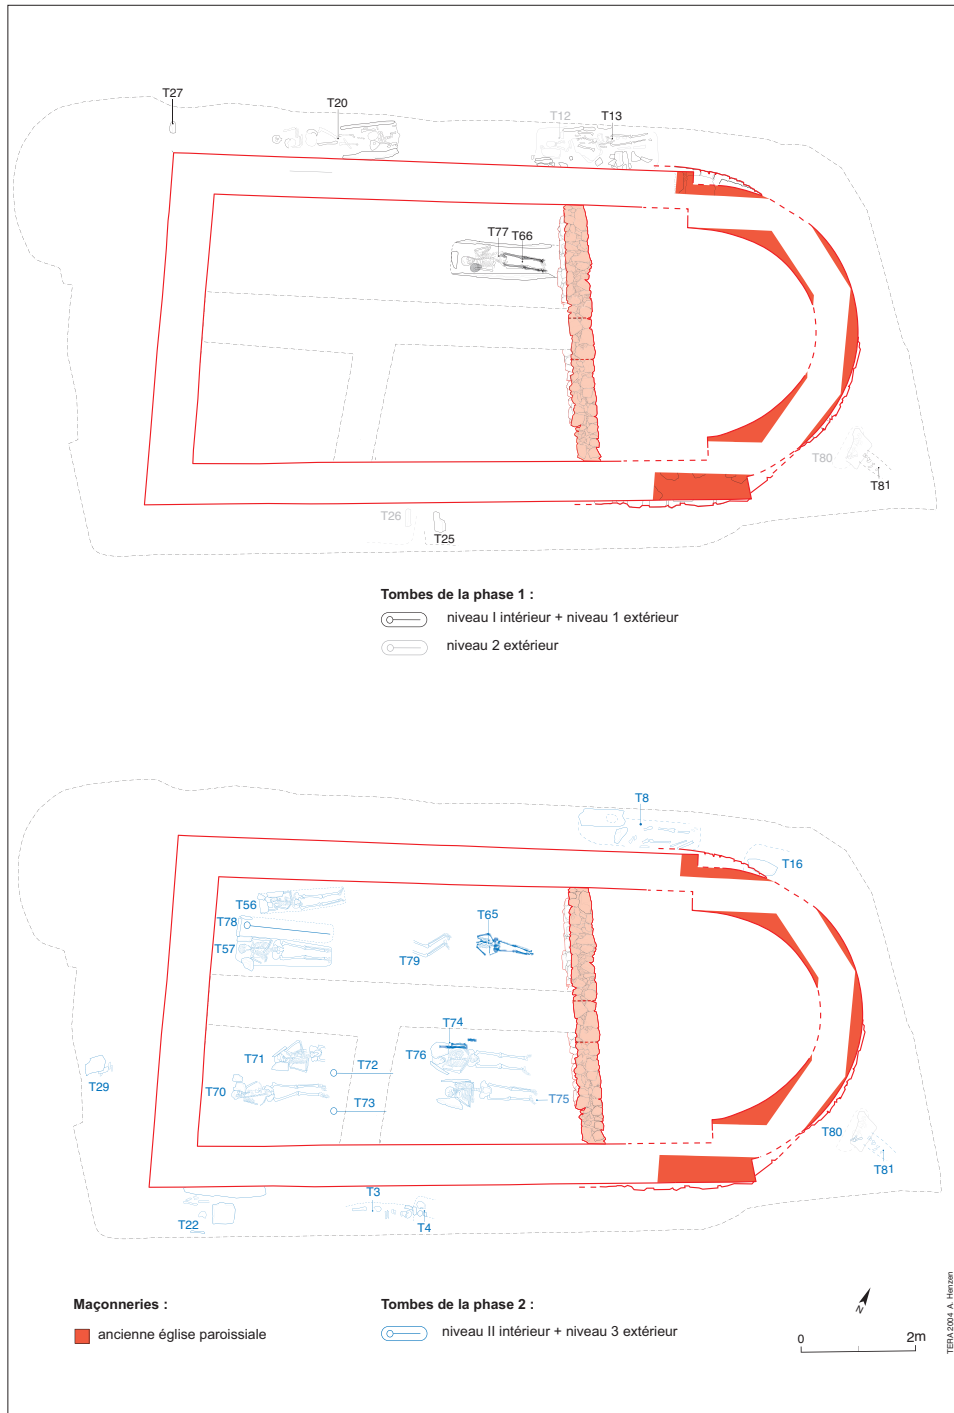 T27
T20
T12
T13
T77
T66
T80
T81
T26
T25
Tombes de la phase 1 :
niveau I intérieur + niveau 1 extérieur
niveau 2 extérieur
T8
T16
T56
T78
T57
T65
T79
T74
T76
T71
T72
T70
T73
T75
T29
T80
T81
T22
T3
T4
Maçonneries :
ancienne église paroissiale
Tombes de la phase 2 :
niveau II intérieur + niveau 3 extérieur
N
0 2m
TERA 2004 A. Henzen